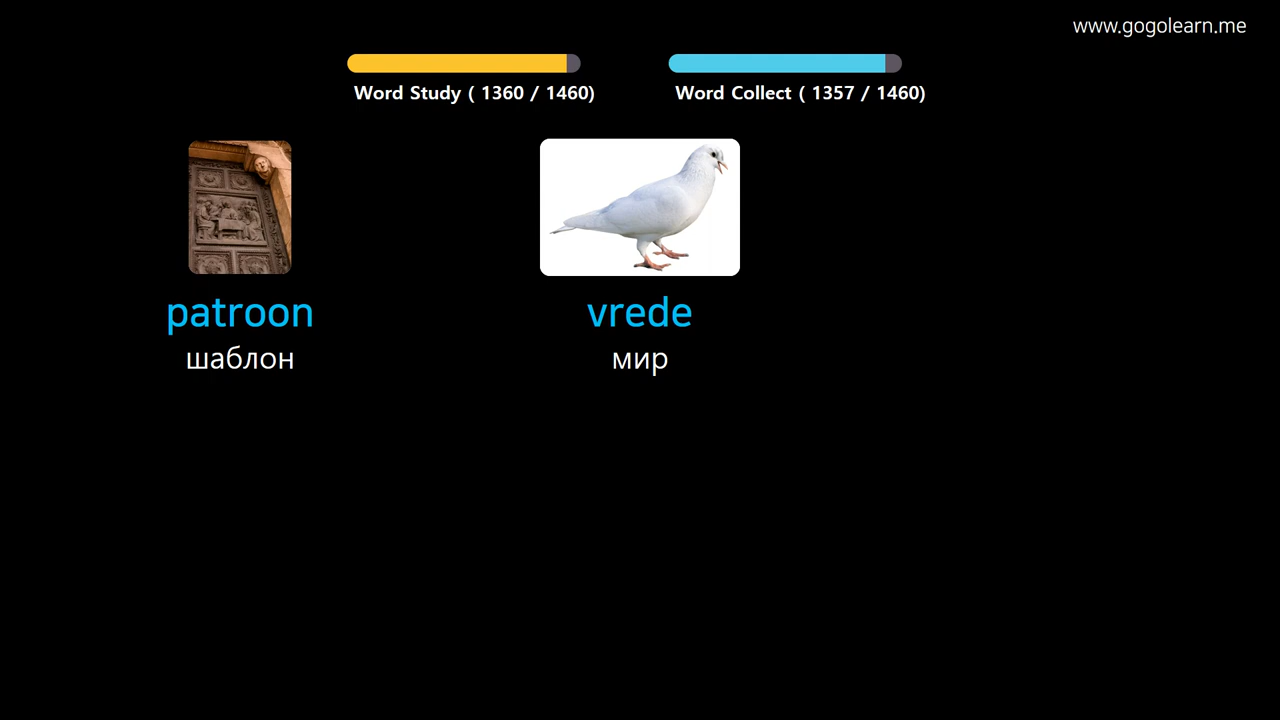 www.gogolearn.me
Word Study ( 1360 / 1460)
Word Collect ( 1357 / 1460)
patroon
шаблон
vrede
мир